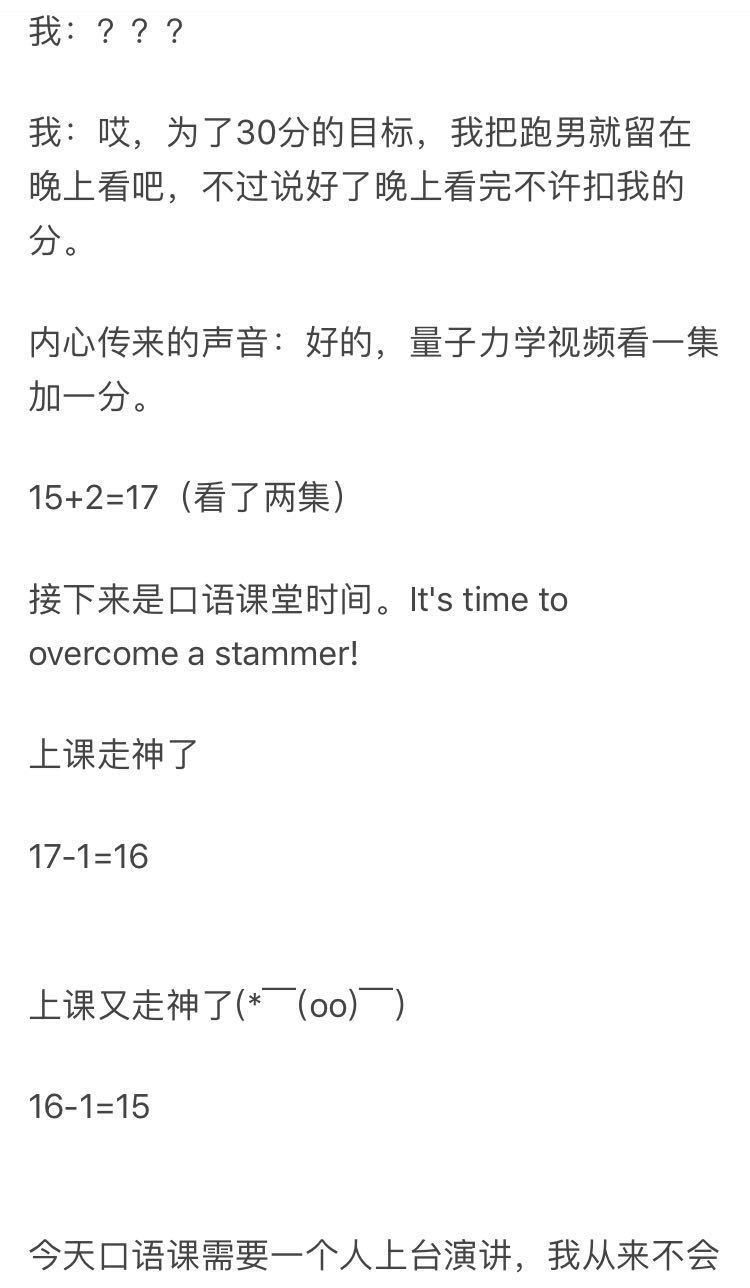 我：？？？
我：哎，为了30分的目标，我把跑男就留在
晚上看吧，不过说好了晚上看完不许扣我的
分。
内心传来的声音：好的，量子力学视频看一集
加一分。
15+2=17（看了两集）
接下来是口语课堂时间。It's time to
overcome a stammer!
上课走神了
17-1=16
上课又走神了(*￣(oo)￣)
16-1=15
今天口语课需要一个人上台演讲，我从来不会